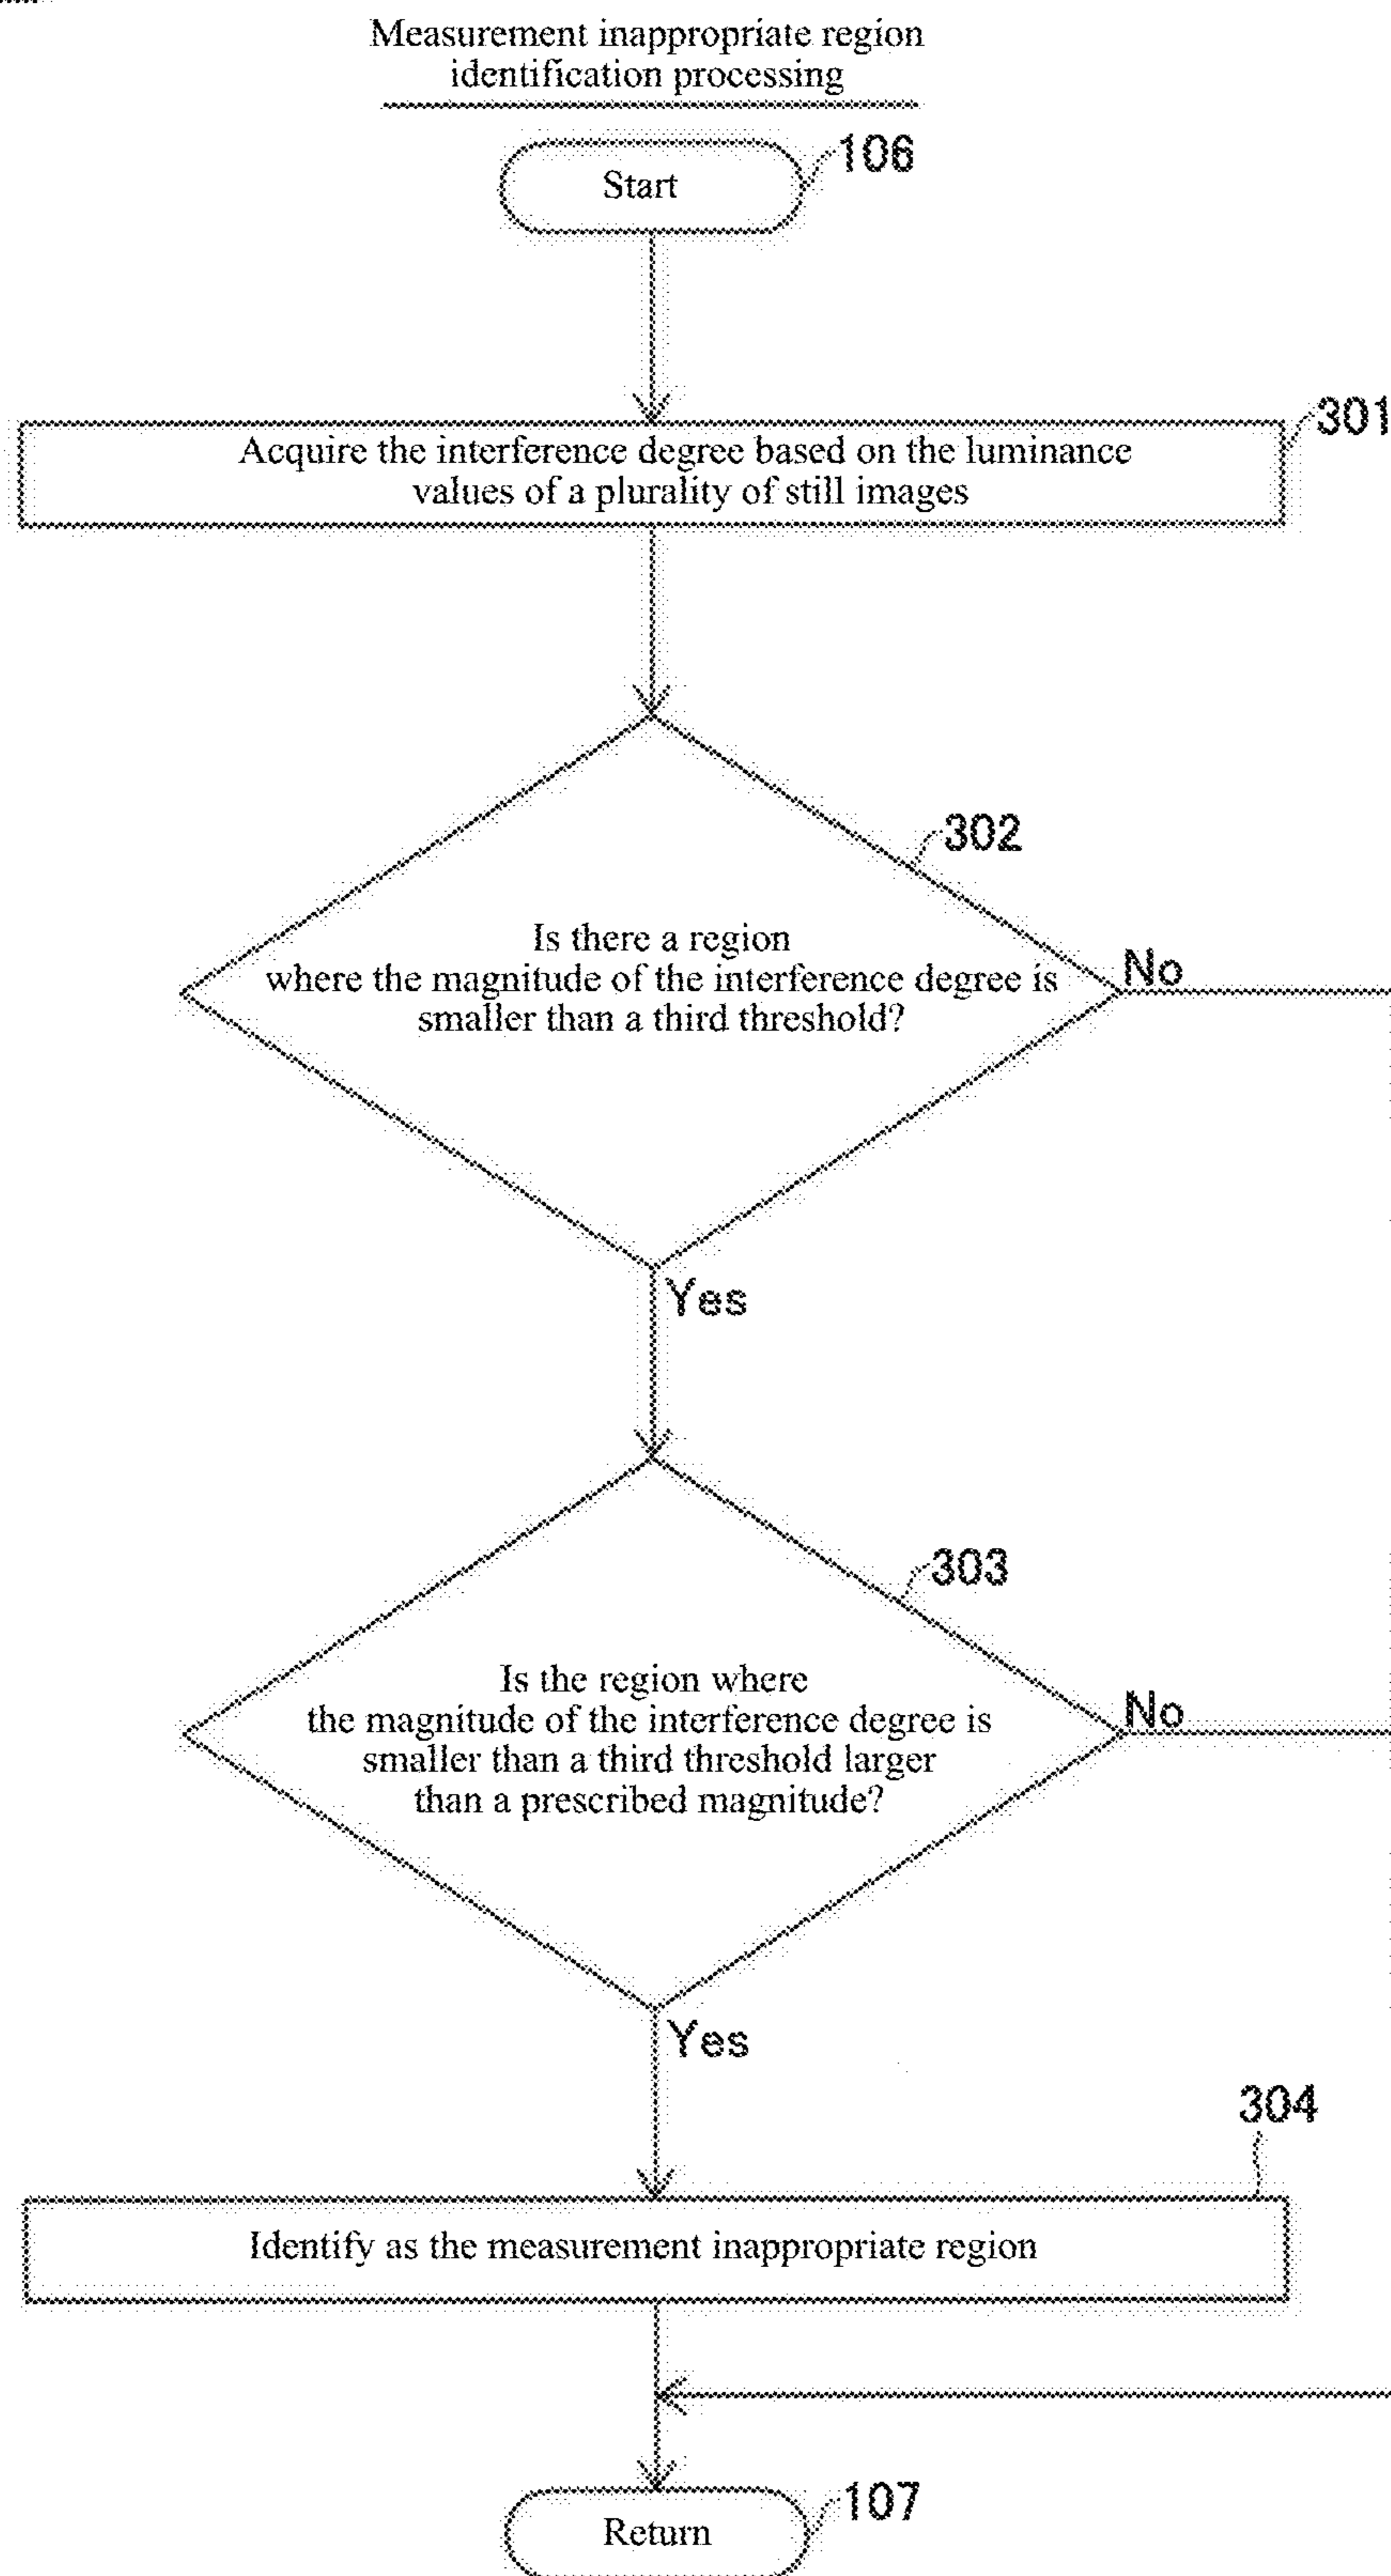 Measurement inappropriate region
identification processing
Start
106
301
Acquire the interference degree based on the luminance
values of a plurality of still images
302
Is there a region
where the magnitude of the interference degree is
smaller than a third threshold?
No
Yes
303
Is the region where
the magnitude of the interference degree is
smaller than a third threshold larger
than a prescribed magnitude?
No
Yes
304
Identify as the measurement inappropriate region
Return
107